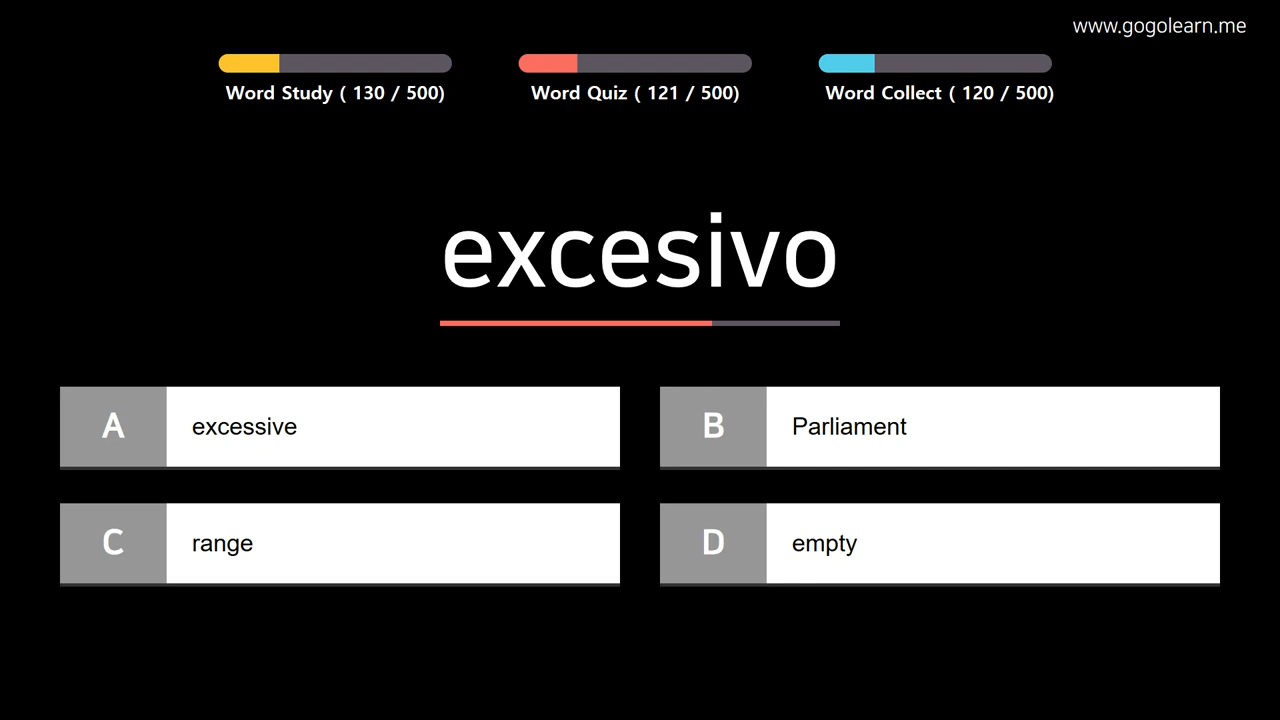 www.gogolearn.me
Word Study ( 130 / 500)
Word Quiz ( 121 / 500)
Word Collect ( 120 / 500)
excesivo
A excessive
B Parliament
C range
D empty